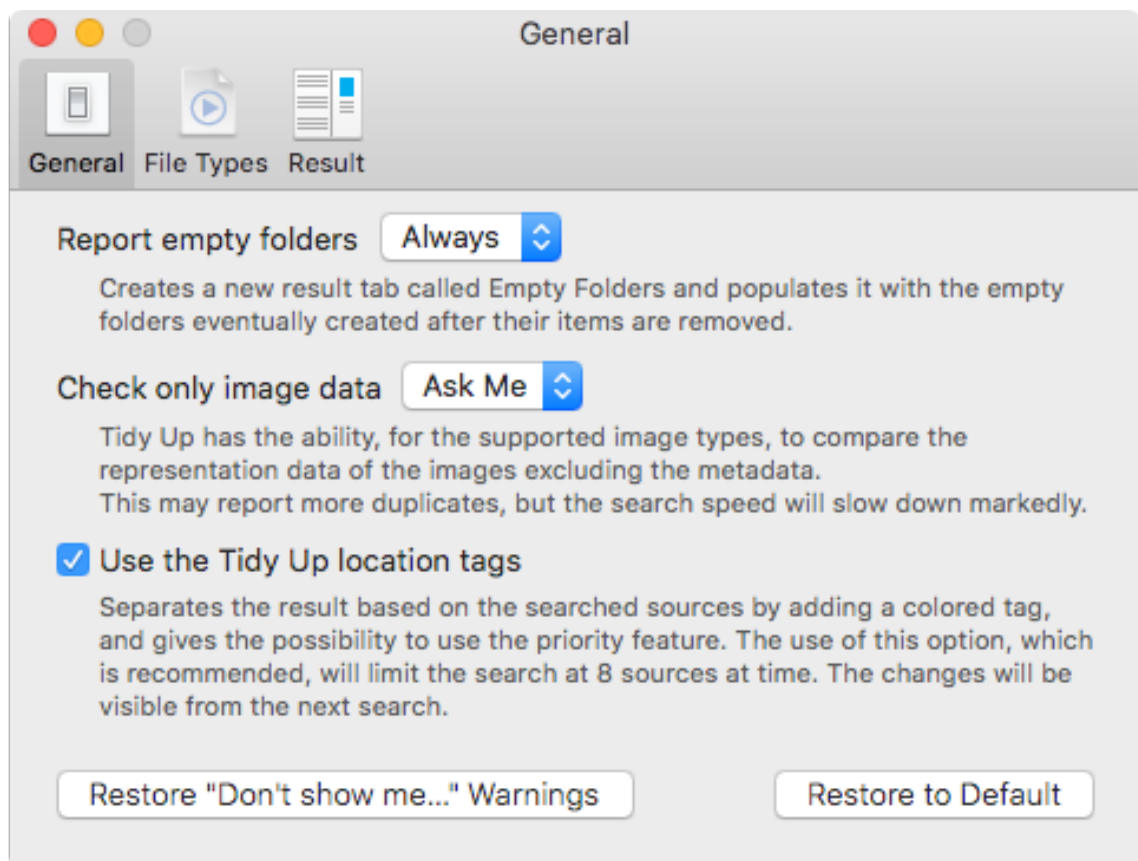 General
General File Types Result
Report empty folders Always
Creates a new result tab called Empty Folders and populates it with the empty
folders eventually created after their items are removed.
Check only image data Ask Me
Tidy Up has the ability, for the supported image types, to compare the
representation data of the images excluding the metadata.
This may report more duplicates, but the search speed will slow down markedly.
Use the Tidy Up location tags
Separates the result based on the searched sources by adding a colored tag,
and gives the possibility to use the priority feature. The use of this option, which
is recommended, will limit the search at 8 sources at time. The changes will be
visible from the next search.
Restore "Don't show me..." Warnings Restore to Default